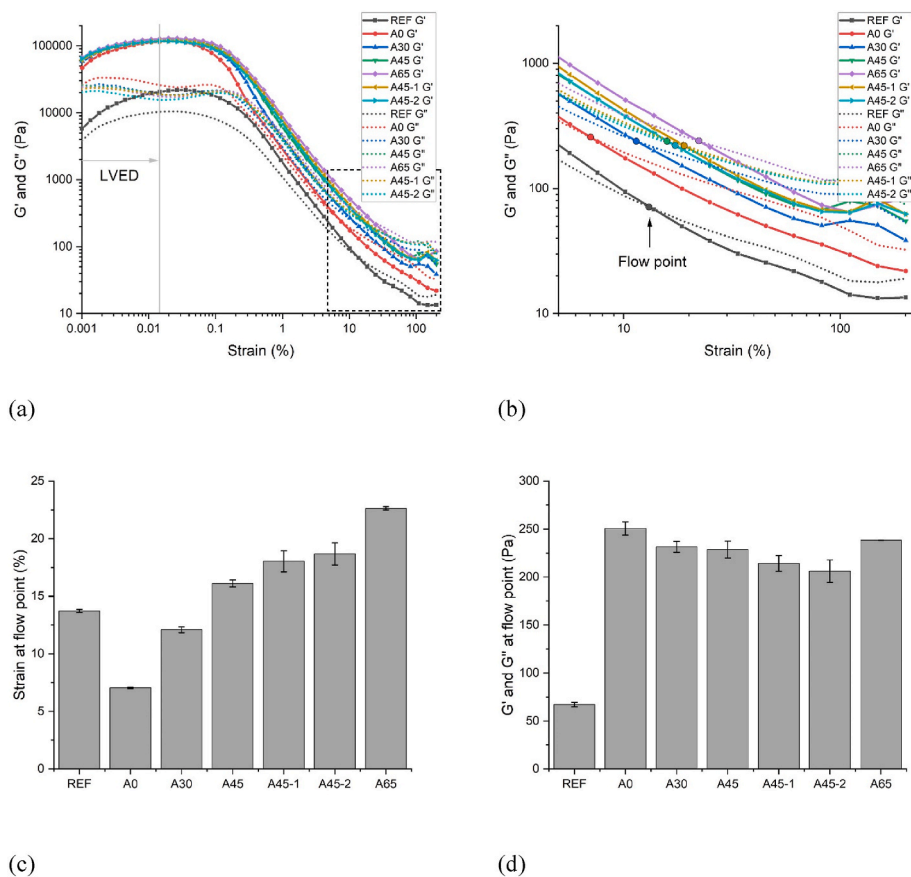 REF G'
A0 G'
A30 G'
A45 G'
A65 G'
A45-1 G'
A45-2 G'
REF G"
A0 G"
A30 G"
A45 G"
A65 G"
A45-1 G"
A45-2 G"
100000
10000
1000
100
10
G' and G" (Pa)
LVED
0.001
0.01
0.1
1
10
100
Strain (%)
(a)
REF G'
A0 G'
A30 G'
A45 G'
A65 G'
A45-1 G'
A45-2 G'
REF G"
A0 G"
A30 G"
A45 G"
A65 G"
A45-1 G"
A45-2 G"
1000
100
10
G' and G" (Pa)
Flow point
10
100
Strain (%)
(b)
25
20
15
10
5
0
Strain at flow point (%)
REF
A0
A30
A45
A45-1
A45-2
A65
(c)
300
250
200
150
100
50
0
G' and G" at flow point (Pa)
REF
A0
A30
A45
A45-1
A45-2
A65
(d)